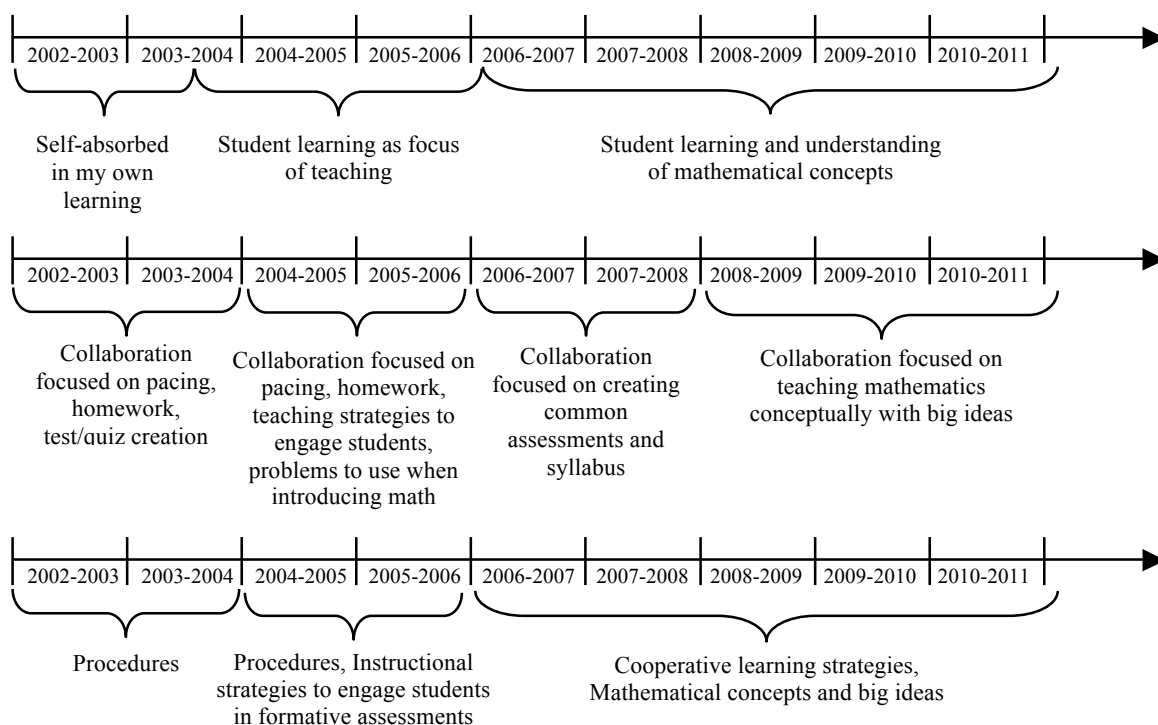 2002-2003 2003-2004 2004-2005 2005-2006 2006-2007 2007-2008 2008-2009 2009-2010 2010-2011
Self-absorbed
in my own
learning
Student learning as focus
of teaching
Student learning and understanding
of mathematical concepts
2002-2003 2003-2004 2004-2005 2005-2006 2006-2007 2007-2008 2008-2009 2009-2010 2010-2011
Collaboration
focused on pacing,
homework,
test/quiz creation
Collaboration focused on
pacing, homework,
teaching strategies to
engage students,
problems to use when
introducing math
Collaboration
focused on creating
common
assessments and
syllabus
Collaboration focused on
teaching mathematics
conceptually with big ideas
2002-2003 2003-2004 2004-2005 2005-2006 2006-2007 2007-2008 2008-2009 2009-2010 2010-2011
Procedures
Procedures, Instructional
strategies to engage students
in formative assessments
Cooperative learning strategies,
Mathematical concepts and big ideas